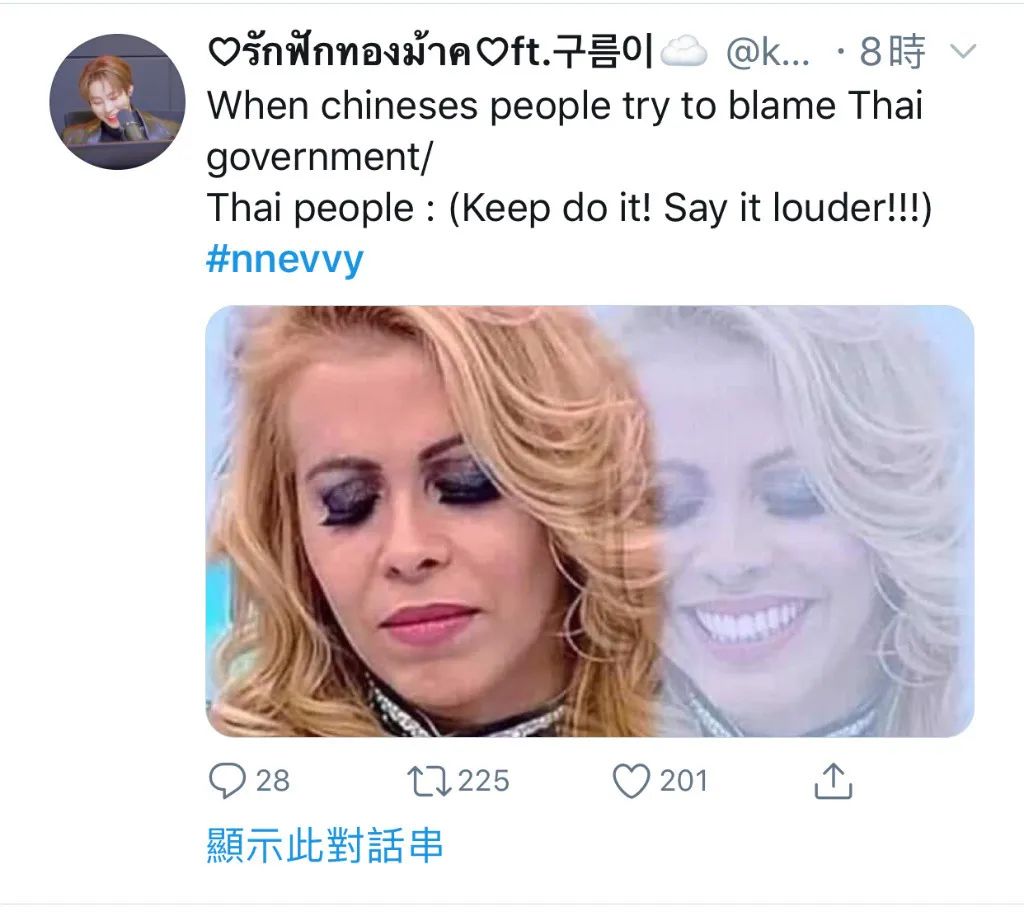 ♡รักฟักทองม้าค♡ft.구름이☁️ @k... · 8時
When chineses people try to blame Thai
government/
Thai people : (Keep do it! Say it louder!!!)
#nnevvy
28 225 201
顯示此對話串